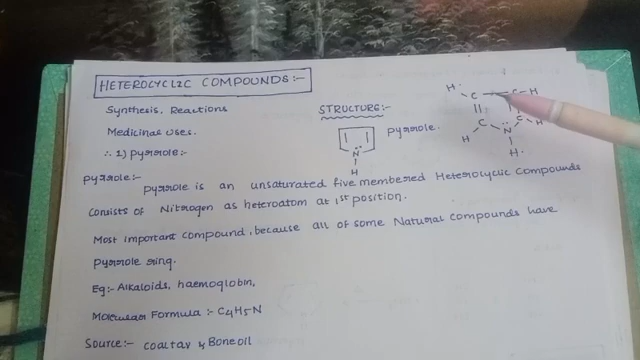 HETEROCYCLIC COMPOUNDS:-
Synthesis, Reactions
Medicinal uses.
∴ 1) pyrrole:-
STRUCTURE:-
pyrrole.
N
H
H C C H
C C
H N H
H
pyrrole:- pyrrole is an unsaturated five membered Heterocyclic compounds
consists of Nitrogen as heteroatom at 1st position.
Most important compound, because all of some Natural compounds have
pyrrole ring.
Eg:- Alkaloids, haemoglobin,
Molecular Formula :- C4H5N
Source:- coaltar & Bone oil